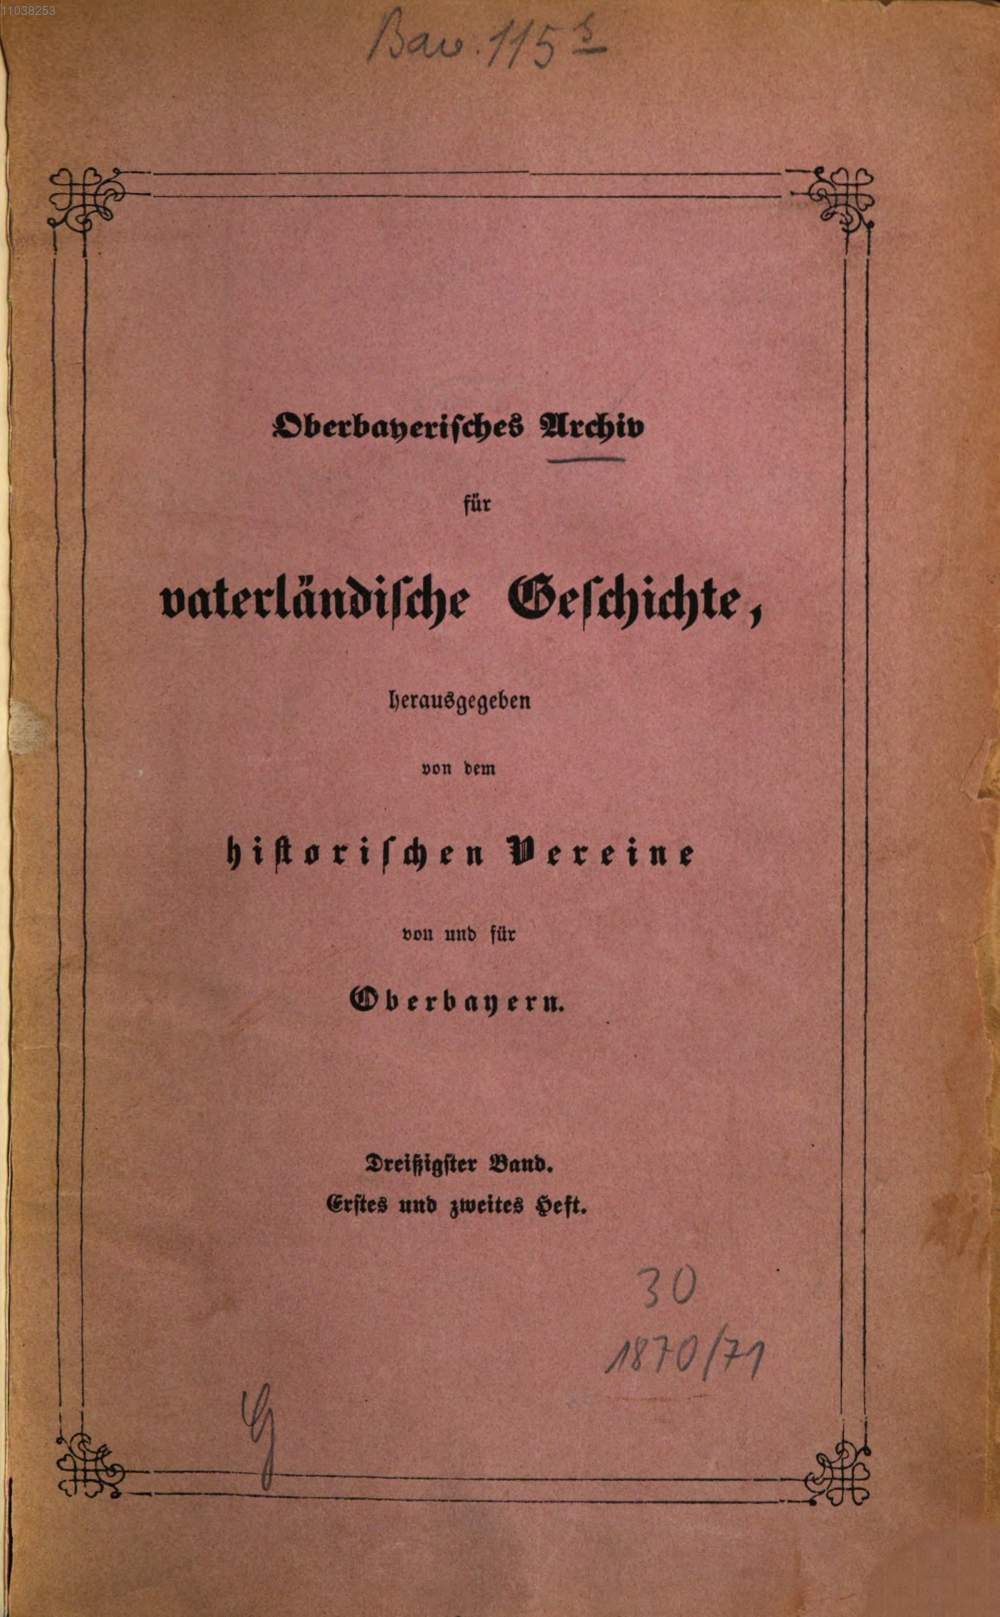 11038253
Bav. 115 s
Oberbayerisches Archiv
für
vaterländische Geschichte,
herausgegeben
von dem
historischen Vereine
von und für
Oberbayern.
Dreißigster Band.
Erstes und zweites Heft.
30
1870/71